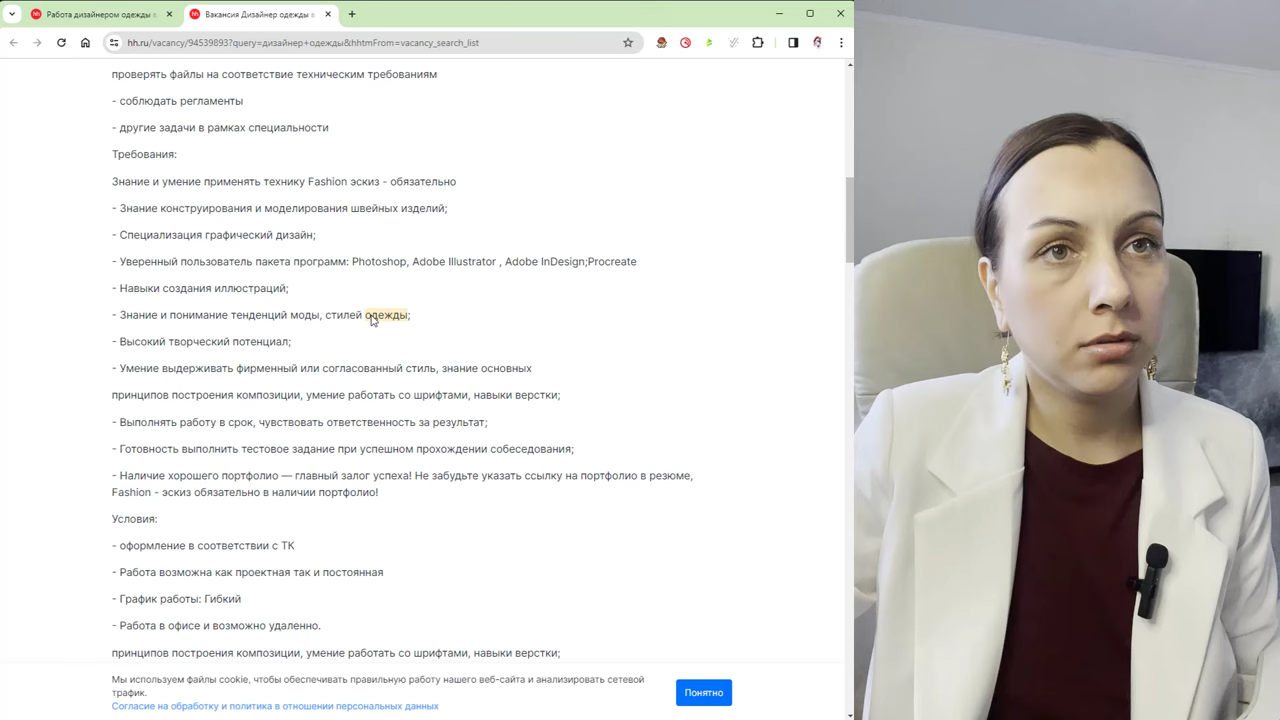 Работа дизайнером одежды в
Вакансия Дизайнер одежды в
hh.ru/vacancy/94539893?query=дизайнер+одежды&hhtmFrom=vacancy_search_list
проверять файлы на соответствие техническим требованиям
- соблюдать регламенты
- другие задачи в рамках специальности
Требования:
Знание и умение применять технику Fashion эскиз - обязательно
- Знание конструирования и моделирования швейных изделий;
- Специализация графический дизайн;
- Уверенный пользователь пакета программ: Photoshop, Adobe Illustrator , Adobe InDesign;Procreate
- Навыки создания иллюстраций;
- Знание и понимание тенденций моды, стилей одежды;
- Высокий творческий потенциал;
- Умение выдерживать фирменный или согласованный стиль, знание основных
принципов построения композиции, умение работать со шрифтами, навыки верстки;
- Выполнять работу в срок, чувствовать ответственность за результат;
- Готовность выполнить тестовое задание при успешном прохождении собеседования;
- Наличие хорошего портфолио — главный залог успеха! Не забудьте указать ссылку на портфолио в резюме,
Fashion - эскиз обязательно в наличии портфолио!
Условия:
- оформление в соответствии с ТК
- Работа возможна как проектная так и постоянная
- График работы: Гибкий
- Работа в офисе и возможно удаленно.
принципов построения композиции, умение работать со шрифтами, навыки верстки;
Мы используем файлы cookie, чтобы обеспечивать правильную работу нашего веб-сайта и анализировать сетевой
трафик.
Согласие на обработку и политика в отношении персональных данных
Понятно